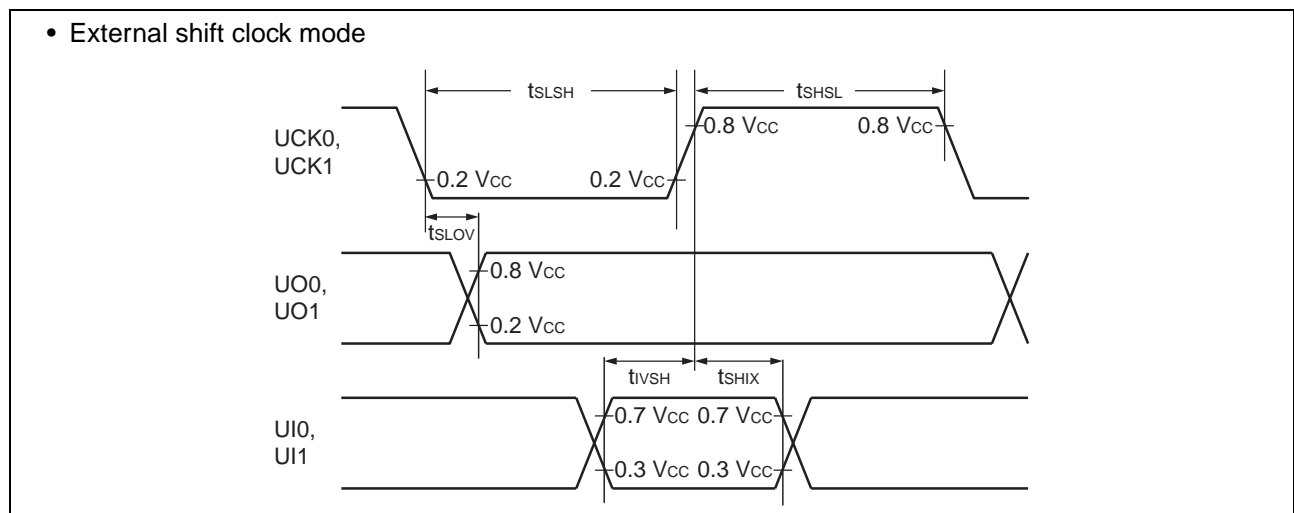 • External shift clock mode
tSLSH
tSHSL
UCK0,
UCK1
0.8 VCC
0.8 VCC
0.2 VCC
0.2 VCC
tSLOV
UO0,
UO1
0.8 VCC
0.2 VCC
tIVSH
tSHIX
UI0,
UI1
0.7 VCC
0.7 VCC
0.3 VCC
0.3 VCC